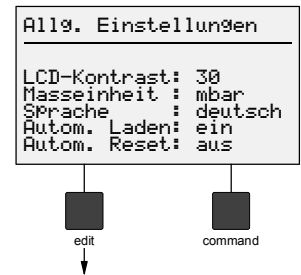 Allg. Einstellungen
LCD-Kontrast: 30
Masseinheit : mbar
Sprache : deutsch
Autom. Laden: ein
Autom. Reset: aus
edit
command